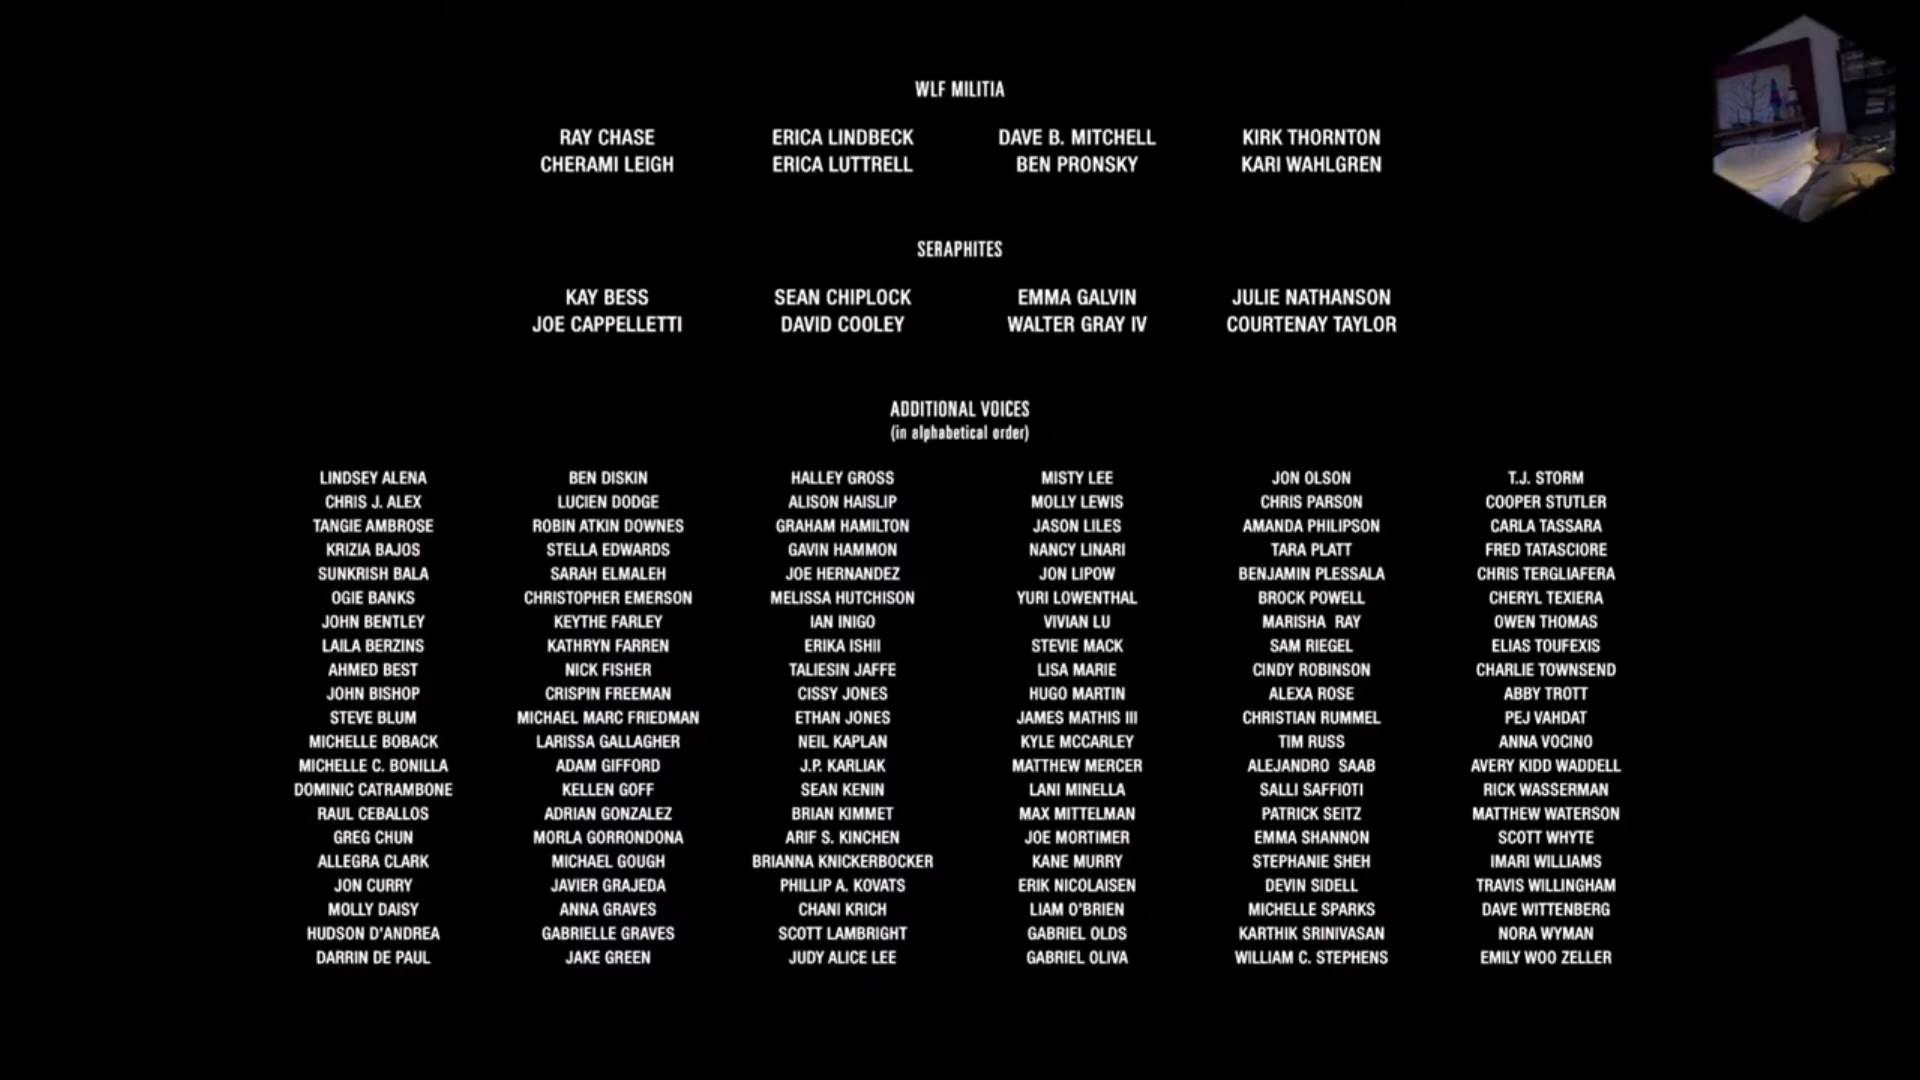 WLF MILITIA
RAY CHASE ERICA LINDBECK DAVE B. MITCHELL KIRK THORNTON
CHERAMI LEIGH ERICA LUTTRELL BEN PRONSKY KARI WAHLGREN
SERAPHITES
KAY BESS SEAN CHIPLOCK EMMA GALVIN JULIE NATHANSON
JOE CAPPELLETTI DAVID COOLEY WALTER GRAY IV COURTENAY TAYLOR
ADDITIONAL VOICES
(in alphabetical order)
LINDSEY ALENA BEN DISKIN HALLEY GROSS MISTY LEE JON OLSON T.J. STORM
CHRIS J. ALEX LUCIEN DODGE ALISON HAISLIP MOLLY LEWIS CHRIS PARSON COOPER STUTLER
TANGIE AMBROSE ROBIN ATKIN DOWNES GRAHAM HAMILTON JASON LILES AMANDA PHILIPSON CARLA TASSARA
KRIZIA BAJOS STELLA EDWARDS GAVIN HAMMON NANCY LINARI TARA PLATT FRED TATASCIORE
SUNKRISH BALA SARAH ELMALEH JOE HERNANDEZ JON LIPOW BENJAMIN PLESSALA CHRIS TERGLIAFERA
OGIE BANKS CHRISTOPHER EMERSON MELISSA HUTCHISON YURI LOWENTHAL BROCK POWELL CHERYL TEXIERA
JOHN BENTLEY KEYTHE FARLEY IAN INIGO VIVIAN LU MARISHA RAY OWEN THOMAS
LAILA BERZINS KATHRYN FARREN ERIKA ISHII STEVIE MACK SAM RIEGEL ELIAS TOUFEXIS
AHMED BEST NICK FISHER TALIESIN JAFFE LISA MARIE CINDY ROBINSON CHARLIE TOWNSEND
JOHN BISHOP CRISPIN FREEMAN CISSY JONES HUGO MARTIN ALEXA ROSE ABBY TROTT
STEVE BLUM MICHAEL MARC FRIEDMAN ETHAN JONES JAMES MATHIS III CHRISTIAN RUMMEL PEJ VAHDAT
MICHELLE BOBACK LARISSA GALLAGHER NEIL KAPLAN KYLE MCCARLEY TIM RUSS ANNA VOCINO
MICHELLE C. BONILLA ADAM GIFFORD J.P. KARLIAK MATTHEW MERCER ALEJANDRO SAAB AVERY KIDD WADDELL
DOMINIC CATRAMBONE KELLEN GOFF SEAN KENIN LANI MINELLA SALLI SAFFIOTI RICK WASSERMAN
RAUL CEBALLOS ADRIAN GONZALEZ BRIAN KIMMET MAX MITTELMAN PATRICK SEITZ MATTHEW WATERSON
GREG CHUN MORLA GORRONDONA ARIF S. KINCHEN JOE MORTIMER EMMA SHANNON SCOTT WHYTE
ALLEGRA CLARK MICHAEL GOUGH BRIANNA KNICKERBOCKER KANE MURRY STEPHANIE SHEH IMARI WILLIAMS
JON CURRY JAVIER GRAJEDA PHILLIP A. KOVATS ERIK NICOLAISEN DEVIN SIDELL TRAVIS WILLINGHAM
MOLLY DAISY ANNA GRAVES CHANI KRICH LIAM O'BRIEN MICHELLE SPARKS DAVE WITTENBERG
HUDSON D'ANDREA GABRIELLE GRAVES SCOTT LAMBRIGHT GABRIEL OLDS KARTHIK SRINIVASAN NORA WYMAN
DARRIN DE PAUL JAKE GREEN JUDY ALICE LEE GABRIEL OLIVA WILLIAM C. STEPHENS EMILY WOO ZELLER